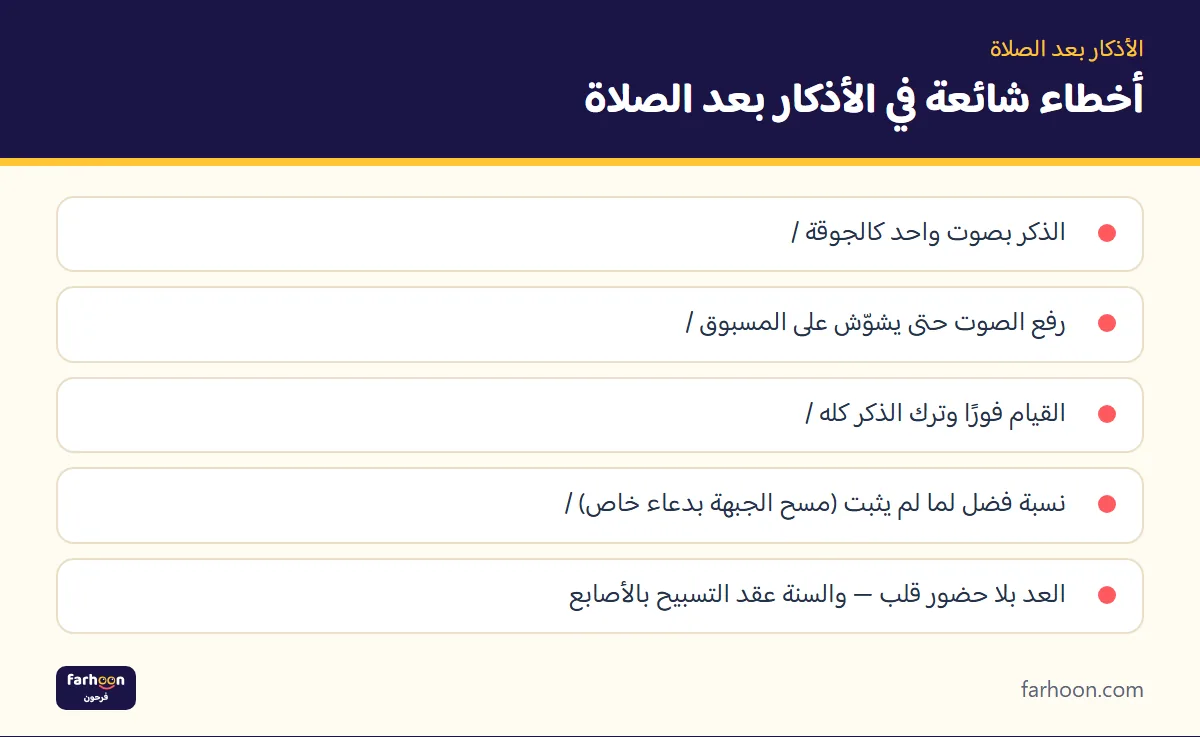 الأذكار بعد الصلاة
أخطاء شائعة في الأذكار بعد الصلاة
الذكر بصوت واحد كالجوقة /
رفع الصوت حتى يشوّش على المسبوق /
القيام فورًا وترك الذكر كله /
نسبة فضل لما لم يثبت (مسح الجبهة بدعاء خاص) /
العد بلا حضور قلب — والسنة عقد التسبيح بالأصابع
farhoon.com
farhoon
فرحون